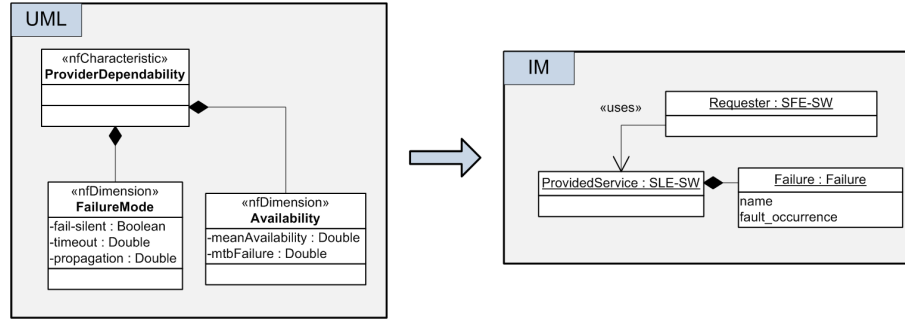 UML
«nfCharacteristic»
ProviderDependability
«nfDimension»
FailureMode
-fail-silent : Boolean
-timeout : Double
-propagation : Double
«nfDimension»
Availability
-meanAvailability : Double
-mtbFailure : Double
IM
«uses»
Requester : SFE-SW
ProvidedService : SLE-SW
Failure : Failure
name
fault_occurrence